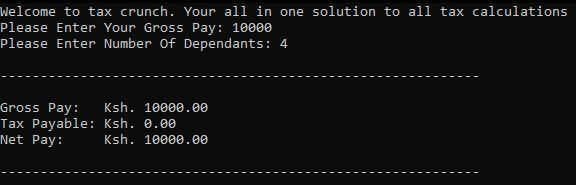 Welcome to tax crunch. Your all in one solution to all tax calculations
Please Enter Your Gross Pay: 10000
Please Enter Number Of Dependants: 4
------------------------------------------------------------
Gross Pay:   Ksh. 10000.00
Tax Payable: Ksh. 0.00
Net Pay:     Ksh. 10000.00
------------------------------------------------------------